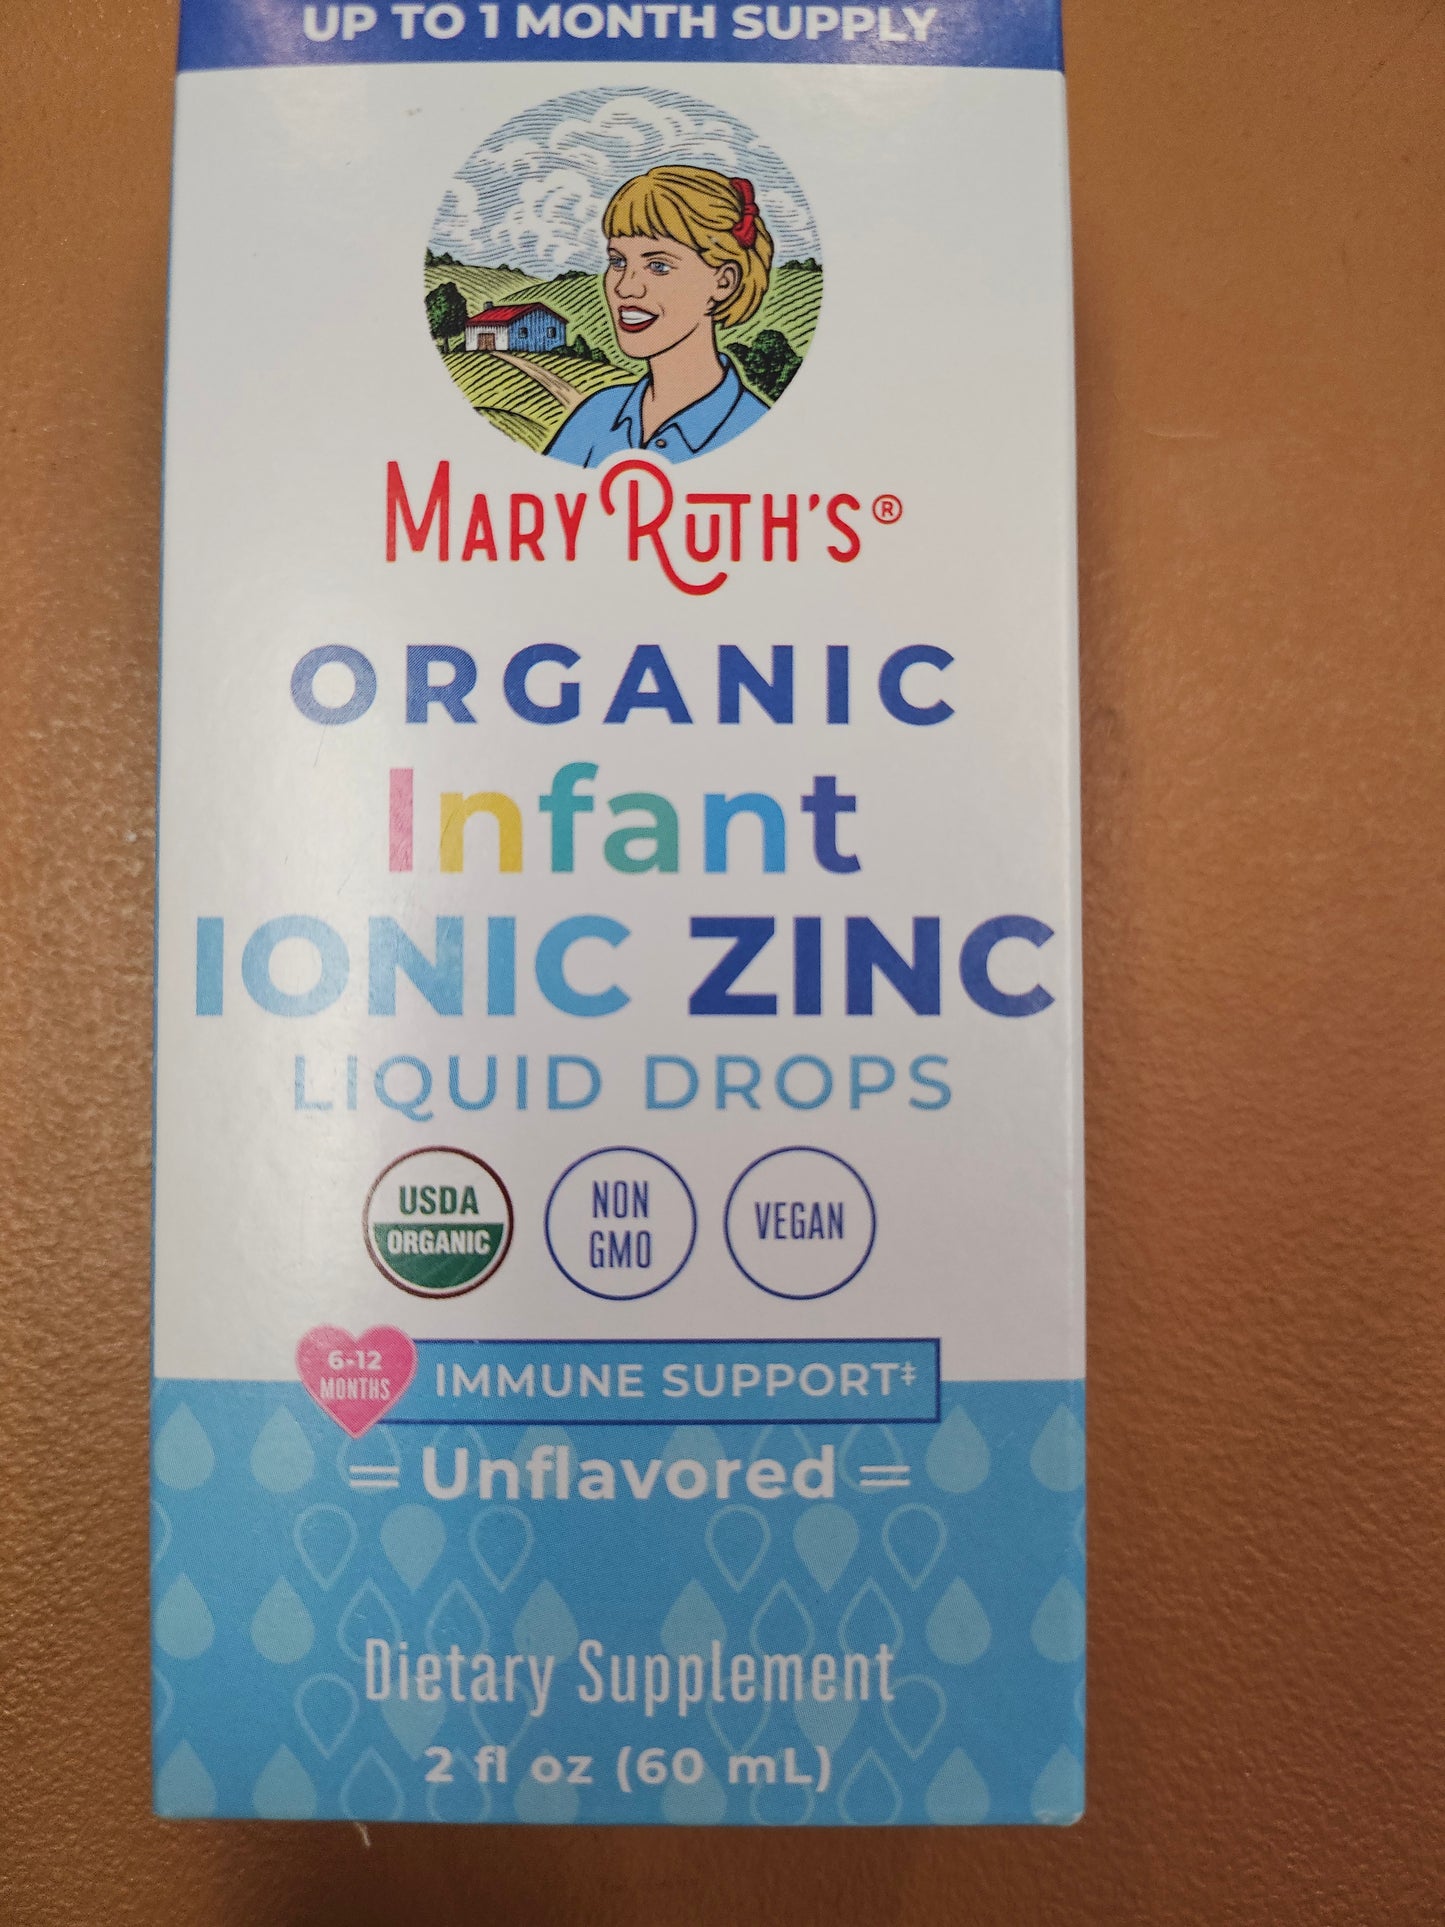 UP TO 1 MONTH SUPPLY
MARY RUTH'S®
ORGANIC
Infant
IONIC ZINC
LIQUID DROPS
USDA
ORGANIC
NON
GMO
VEGAN
6-12
MONTHS
IMMUNE SUPPORT‡
= Unflavored =
Dietary Supplement
2 fl oz (60 mL)